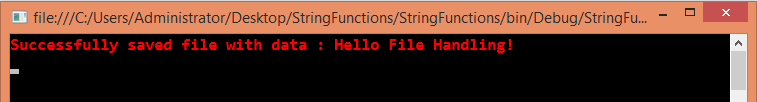 file:///C:/Users/Administrator/Desktop/StringFunctions/StringFunctions/bin/Debug/StringFu...
Successfully saved file with data : Hello File Handling!